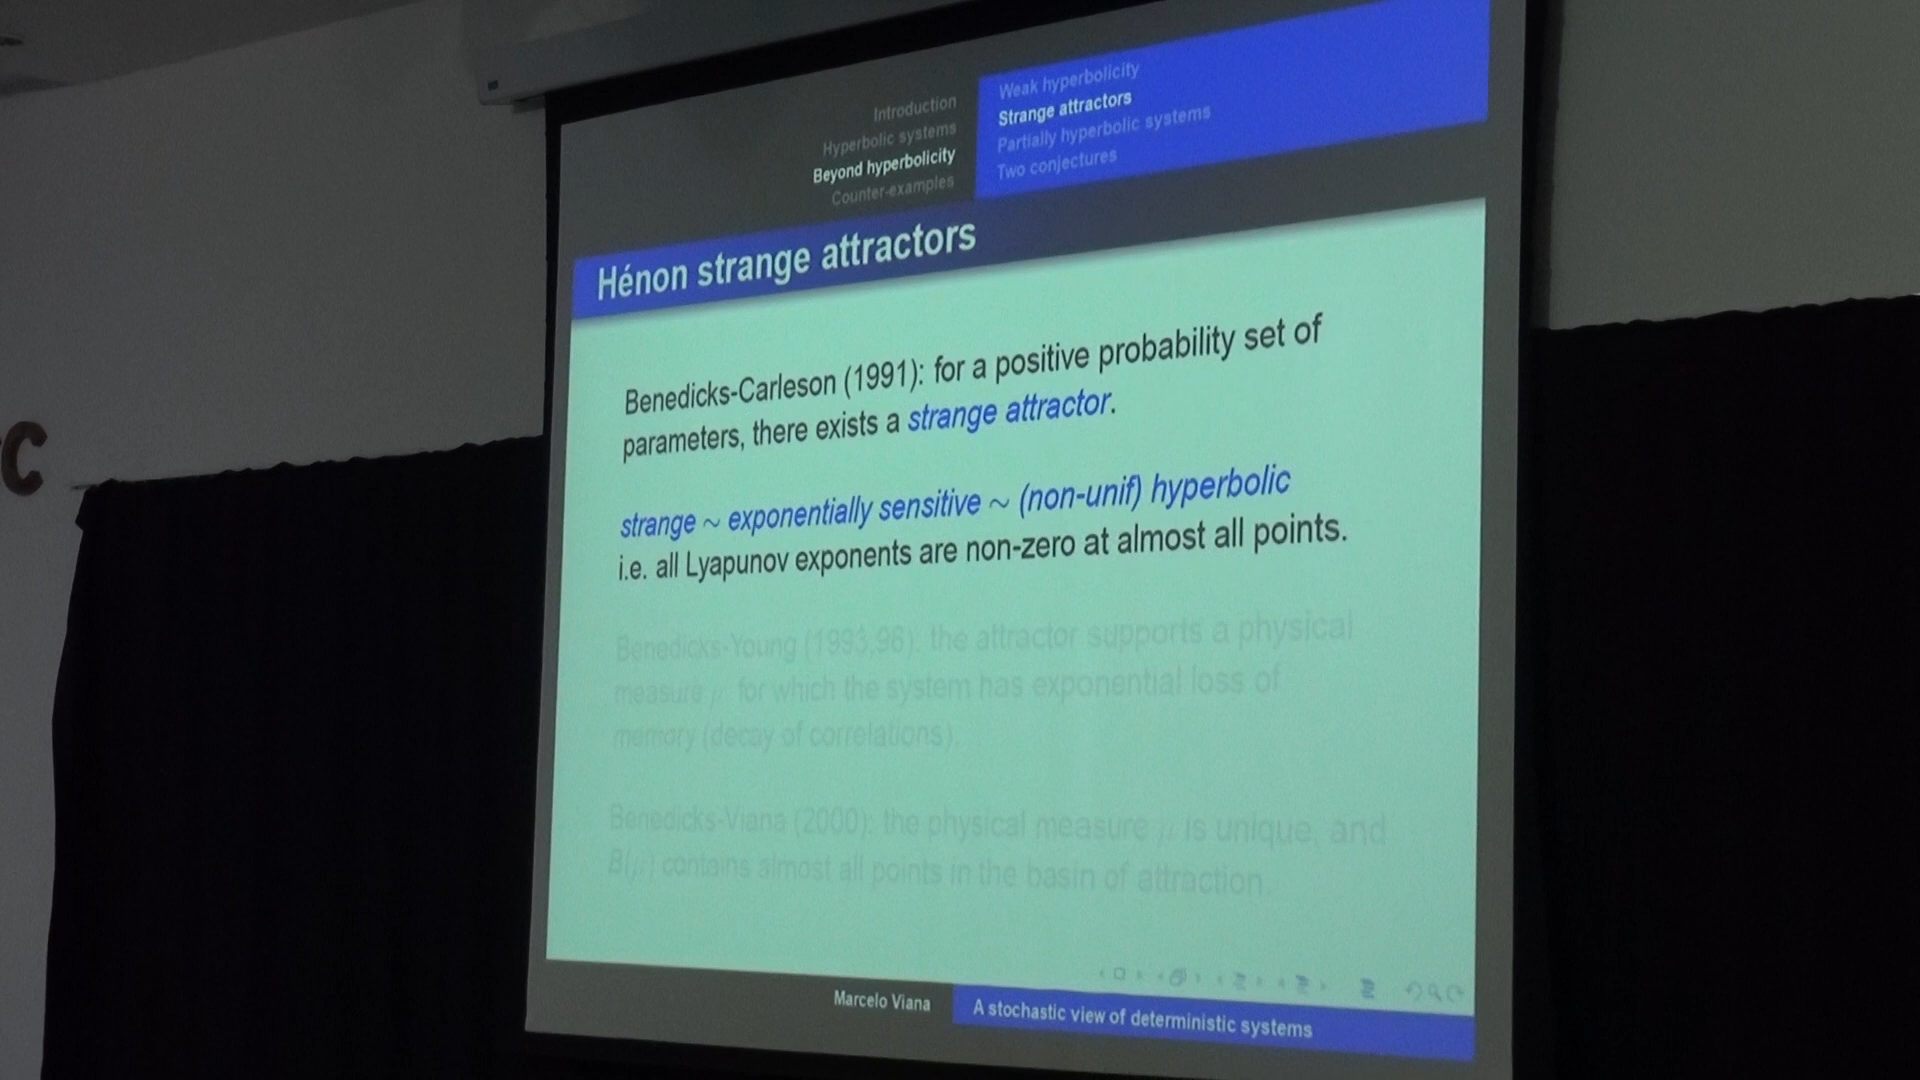 C
Introduction
Hyperbolic systems
Beyond hyperbolicity
Counter-examples
Weak hyperbolicity
Strange attractors
Partially hyperbolic systems
Two conjectures
Hénon strange attractors
Benedicks-Carleson (1991): for a positive probability set of
parameters, there exists a strange attractor.
strange ~ exponentially sensitive ~ (non-unif) hyperbolic
i.e. all Lyapunov exponents are non-zero at almost all points.
Benedicks-Young (1993,96): the attractor supports a physical
measure μ for which the system has exponential loss of
memory (decay of correlations).
Benedicks-Viana (2000): the physical measure μ is unique, and
B(μ) contains almost all points in the basin of attraction.
Marcelo Viana
A stochastic view of deterministic systems